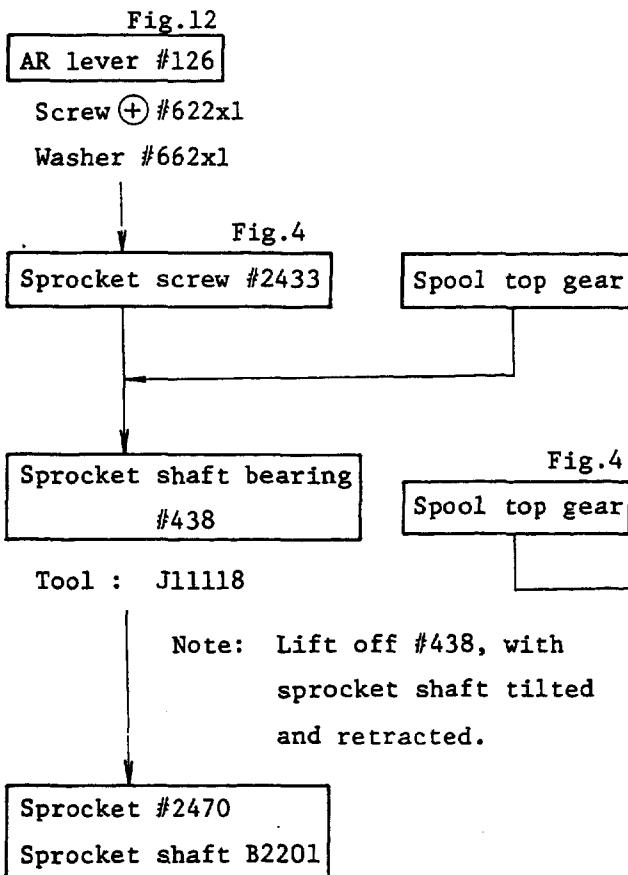 Fig.12
AR lever #126
Screw ⊕ #622x1
Washer #662x1
Fig.4
Sprocket screw #2433
Spool top gear
Sprocket shaft bearing
#438
Fig.4
Spool top gear
Tool : J11118
Note: Lift off #438, with
sprocket shaft tilted
and retracted.
Sprocket #2470
Sprocket shaft B2201